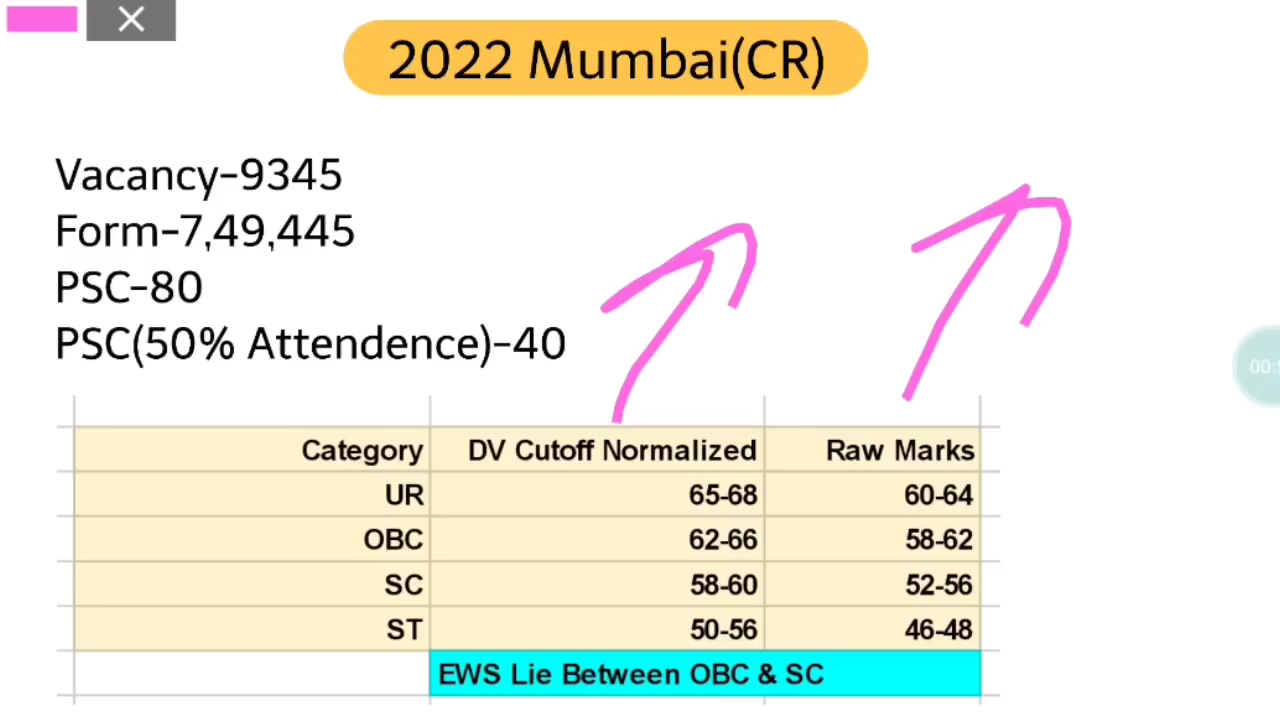 2022 Mumbai(CR)
Vacancy-9345
Form-7,49,445
PSC-80
PSC(50% Attendence)-40
Category DV Cutoff Normalized Raw Marks
UR 65-68 60-64
OBC 62-66 58-62
SC 58-60 52-56
ST 50-56 46-48
EWS Lie Between OBC & SC